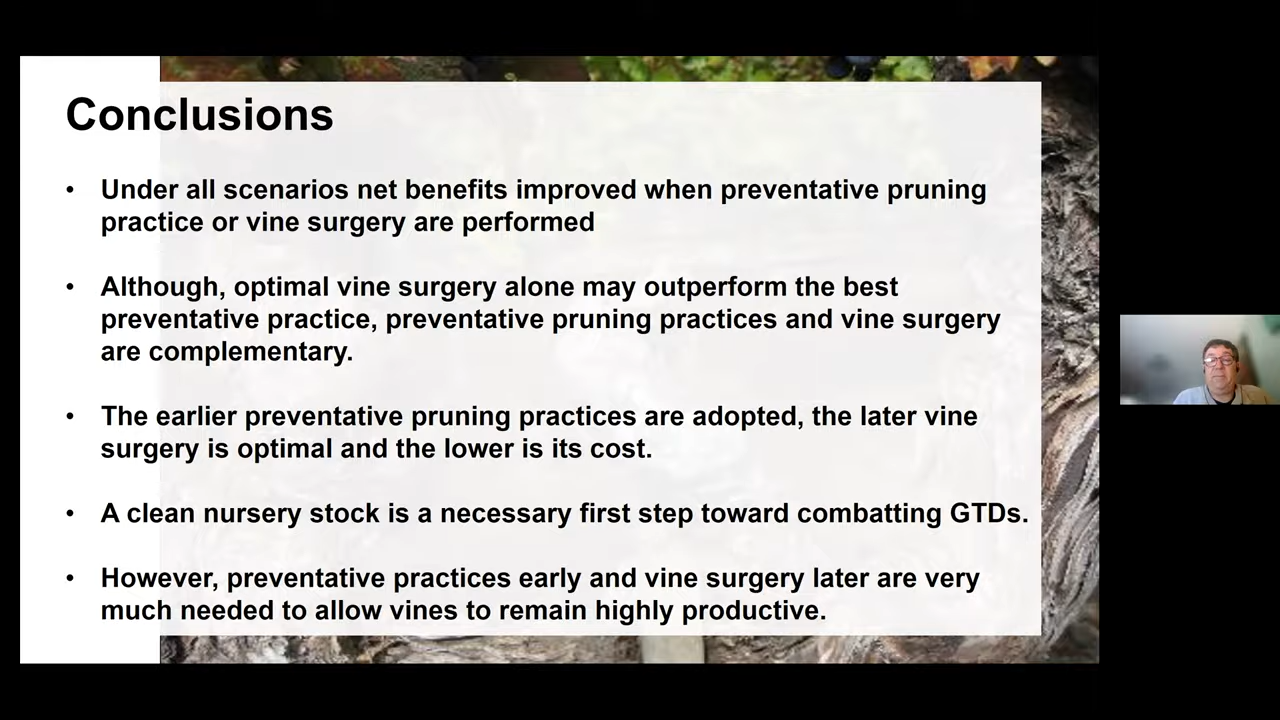 Conclusions
• Under all scenarios net benefits improved when preventative pruning
practice or vine surgery are performed
• Although, optimal vine surgery alone may outperform the best
preventative practice, preventative pruning practices and vine surgery
are complementary.
• The earlier preventative pruning practices are adopted, the later vine
surgery is optimal and the lower is its cost.
• A clean nursery stock is a necessary first step toward combatting GTDs.
• However, preventative practices early and vine surgery later are very
much needed to allow vines to remain highly productive.